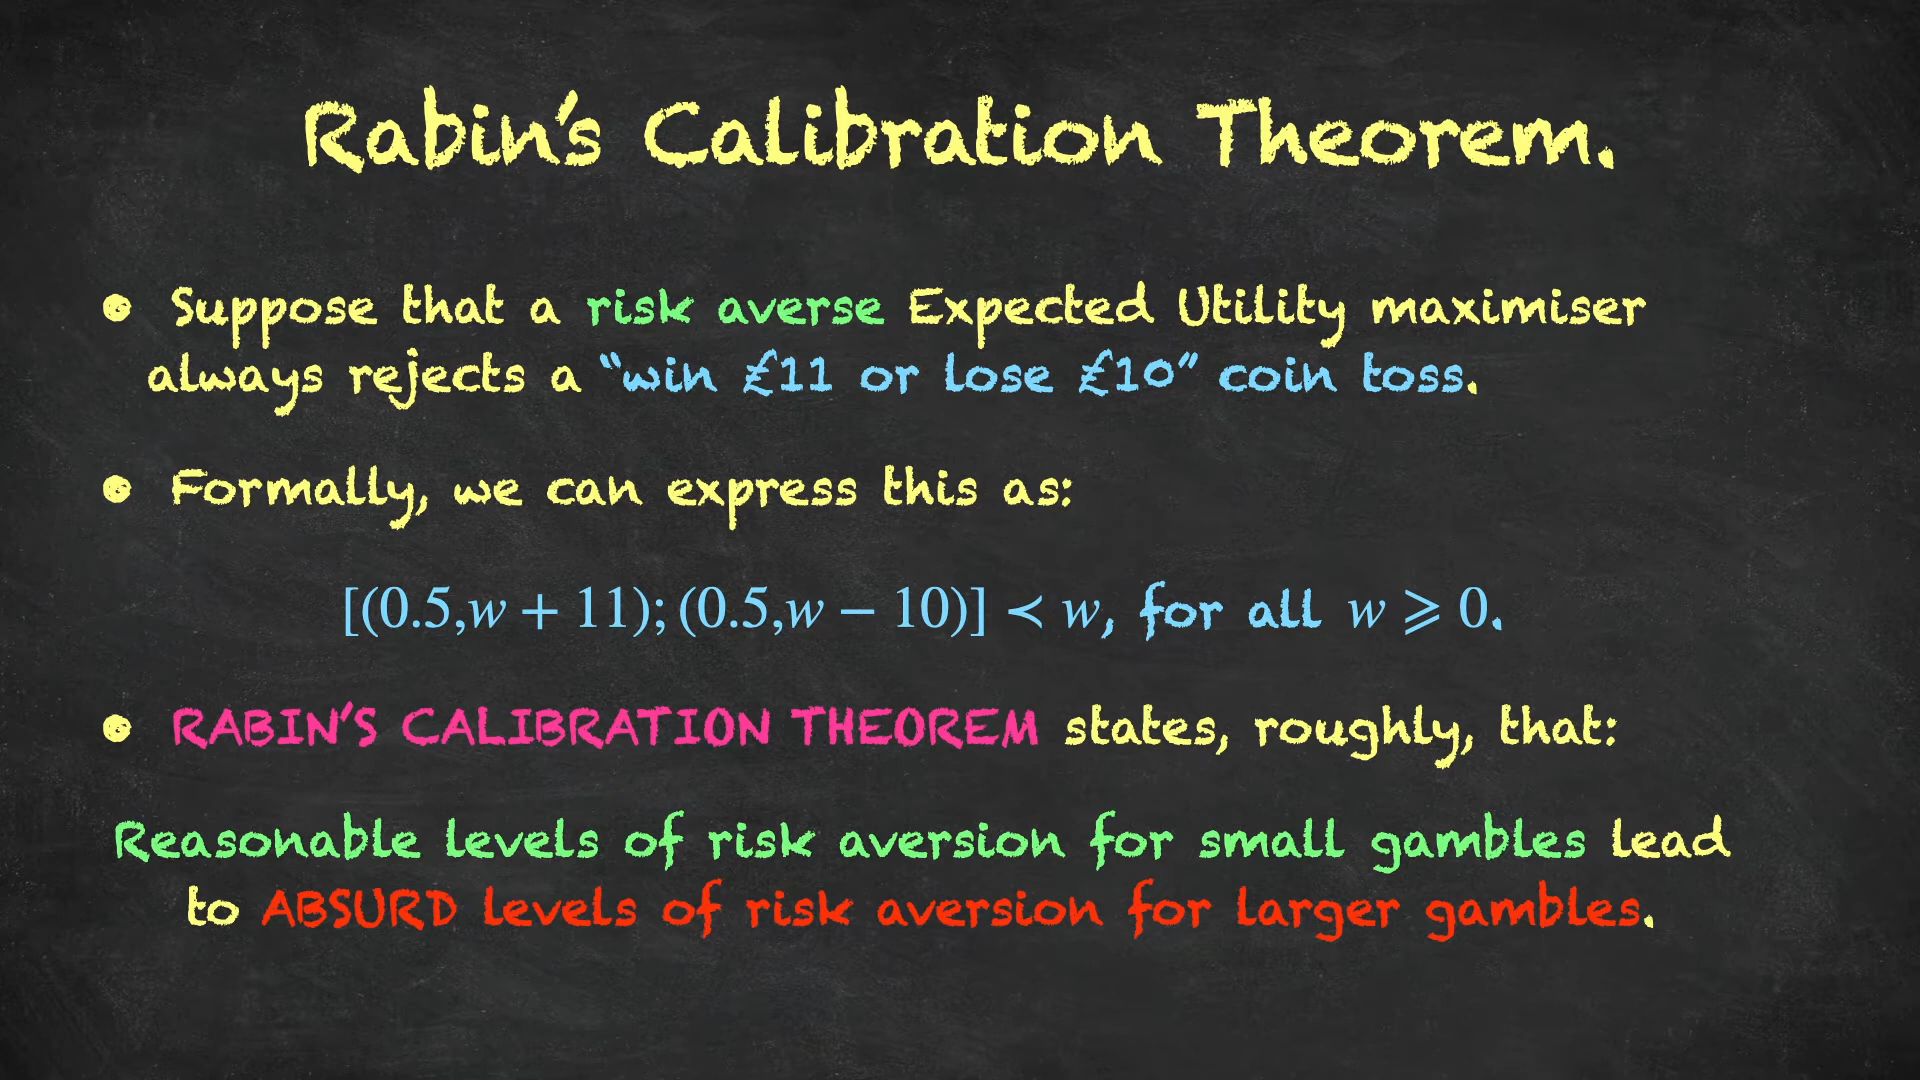 Rabin's Calibration Theorem.
• Suppose that a risk averse Expected Utility maximiser
always rejects a “win £11 or lose £10” coin toss.
• Formally, we can express this as:
[(0.5,w + 11); (0.5,w − 10)] ≺ w, for all w ⩾ 0.
• RABIN'S CALIBRATION THEOREM states, roughly, that:
Reasonable levels of risk aversion for small gambles lead
to ABSURD levels of risk aversion for larger gambles.